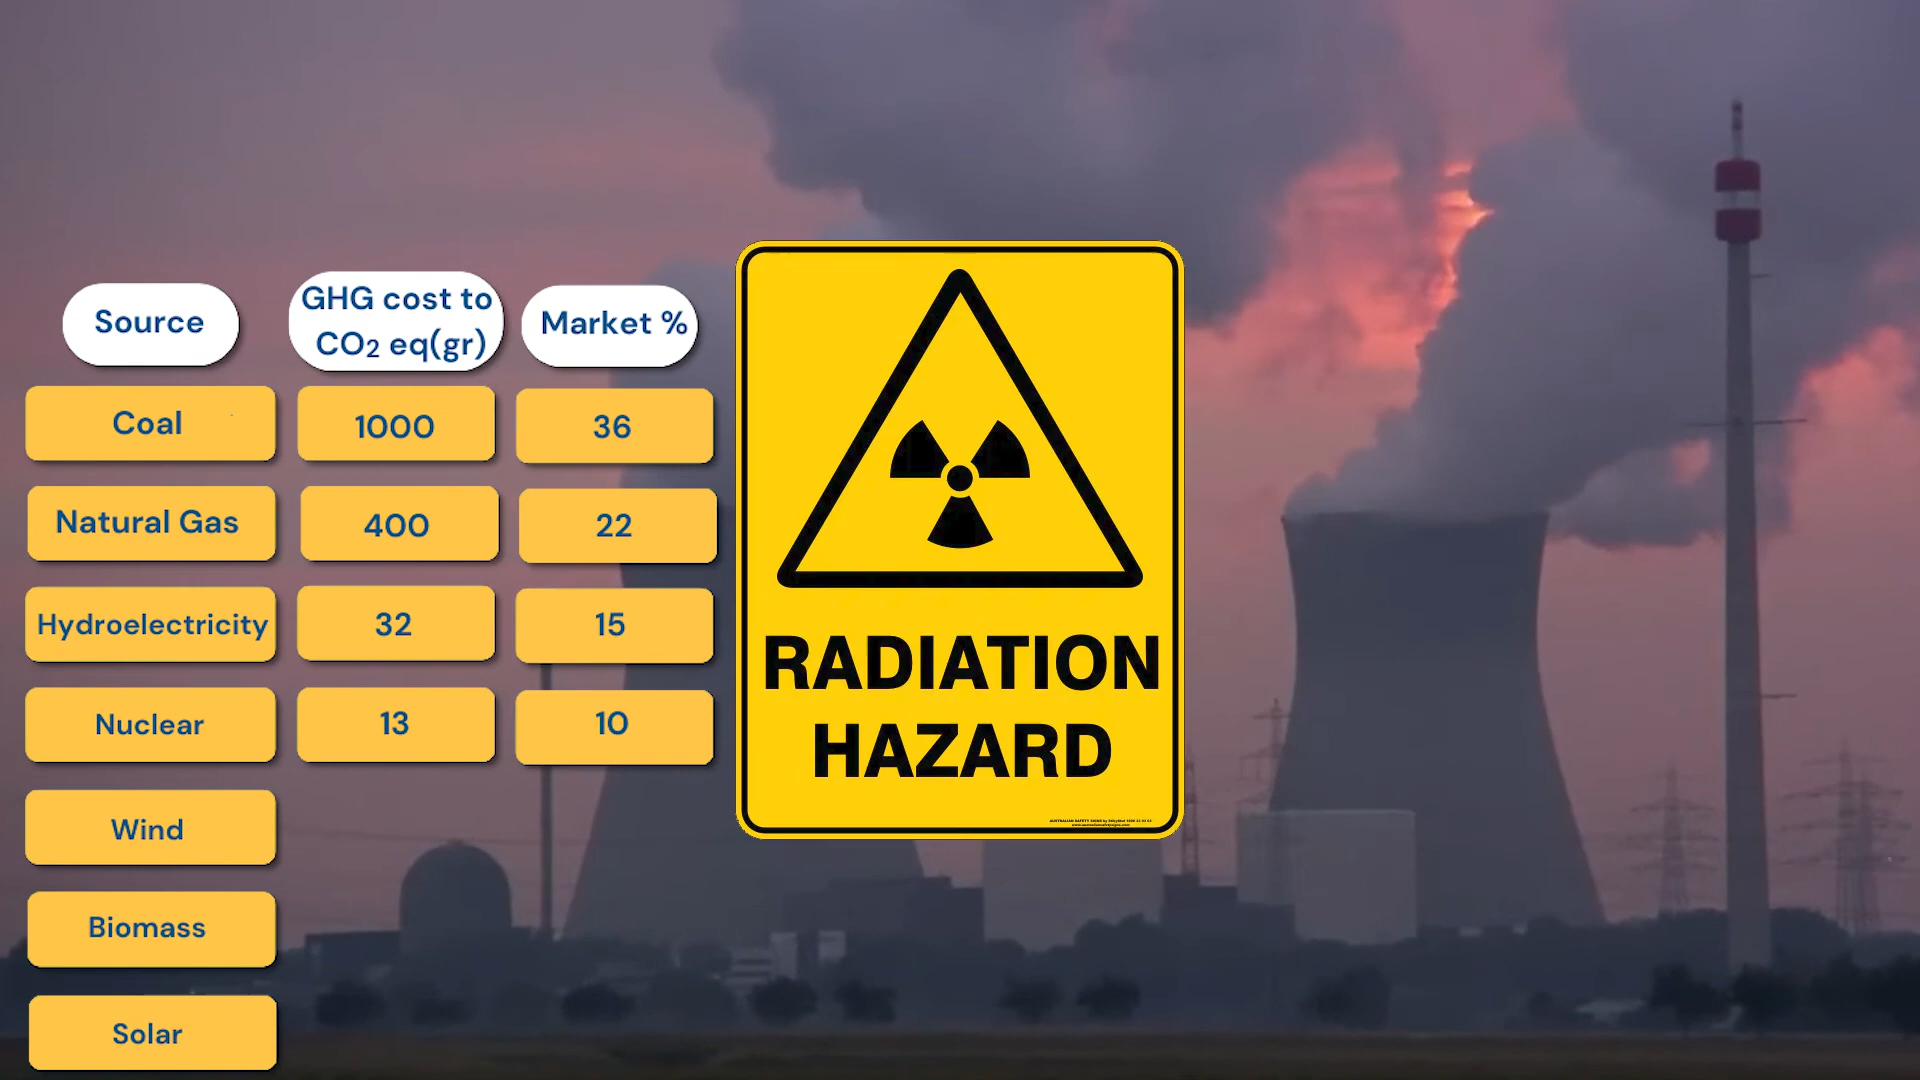 Source
GHG cost to
CO₂ eq(gr)
Market %
Coal
1000
36
Natural Gas
400
22
Hydroelectricity
32
15
Nuclear
13
10
Wind
Biomass
Solar
RADIATION
HAZARD